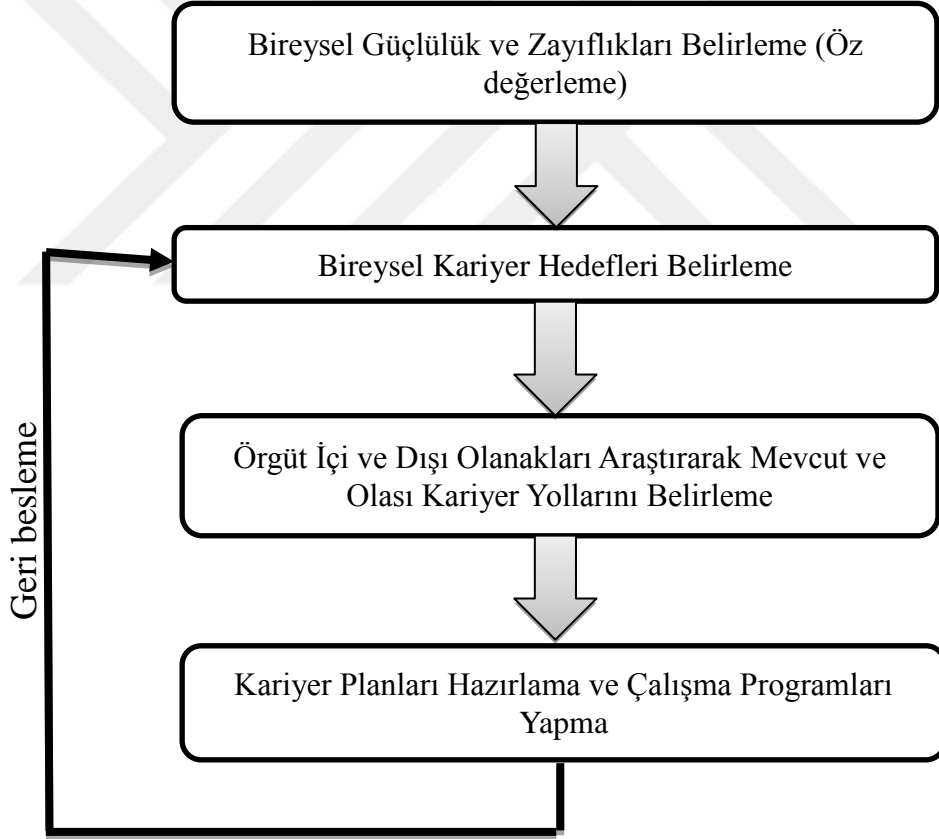 Bireysel Güçlülük ve Zayıflıkları Belirleme (Öz
değerleme)
Bireysel Kariyer Hedefleri Belirleme
Örgüt İçi ve Dışı Olanakları Araştırarak Mevcut ve
Olası Kariyer Yollarını Belirleme
Geri besleme
Kariyer Planları Hazırlama ve Çalışma Programları
Yapma